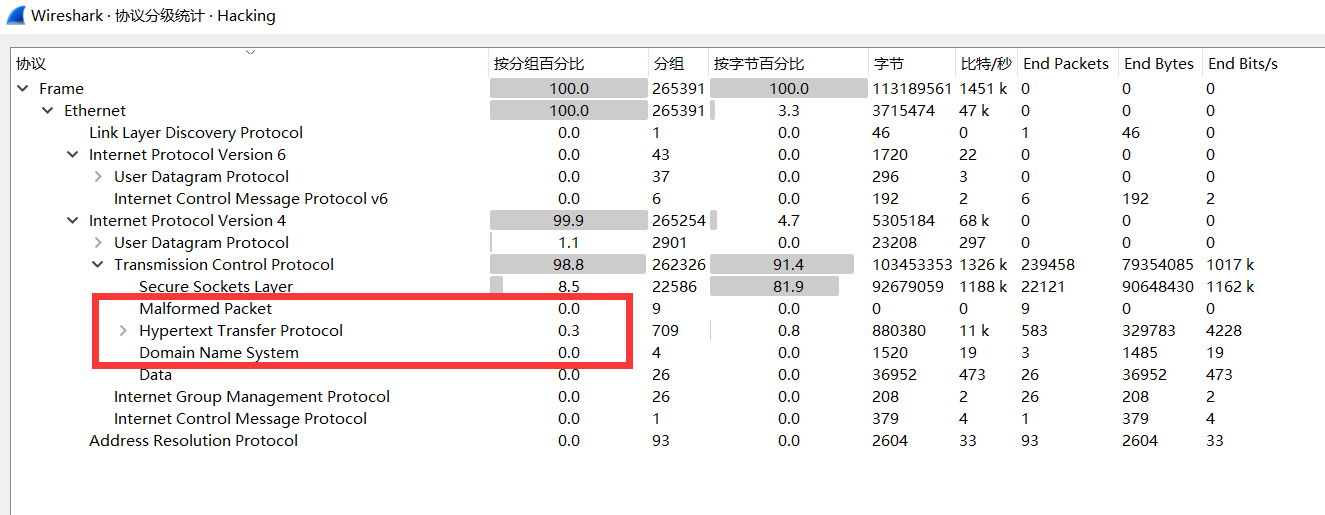 Wireshark · 协议分级统计 · Hacking
协议 按分组百分比 分组 按字节百分比 字节 比特/秒 End Packets End Bytes End Bits/s
Frame 100.0 265391 100.0 113189561 1451 k 0 0 0
Ethernet 100.0 265391 3.3 3715474 47 k 0 0 0
Link Layer Discovery Protocol 0.0 1 0.0 46 0 1 46 0
Internet Protocol Version 6 0.0 43 0.0 1720 22 0 0 0
User Datagram Protocol 0.0 37 0.0 296 3 0 0 0
Internet Control Message Protocol v6 0.0 6 0.0 192 2 6 192 2
Internet Protocol Version 4 99.9 265254 4.7 5305184 68 k 0 0 0
User Datagram Protocol 1.1 2901 0.0 23208 297 0 0 0
Transmission Control Protocol 98.8 262326 91.4 103453353 1326 k 239458 79354085 1017 k
Secure Sockets Layer 8.5 22586 81.9 92679059 1188 k 22121 90648430 1162 k
Malformed Packet 0.0 9 0.0 0 0 9 0 0
Hypertext Transfer Protocol 0.3 709 0.8 880380 11 k 583 329783 4228
Domain Name System 0.0 4 0.0 1520 19 3 1485 19
Data 0.0 26 0.0 36952 473 26 36952 473
Internet Group Management Protocol 0.0 26 0.0 208 2 26 208 2
Internet Control Message Protocol 0.0 1 0.0 379 4 1 379 4
Address Resolution Protocol 0.0 93 0.0 2604 33 93 2604 33